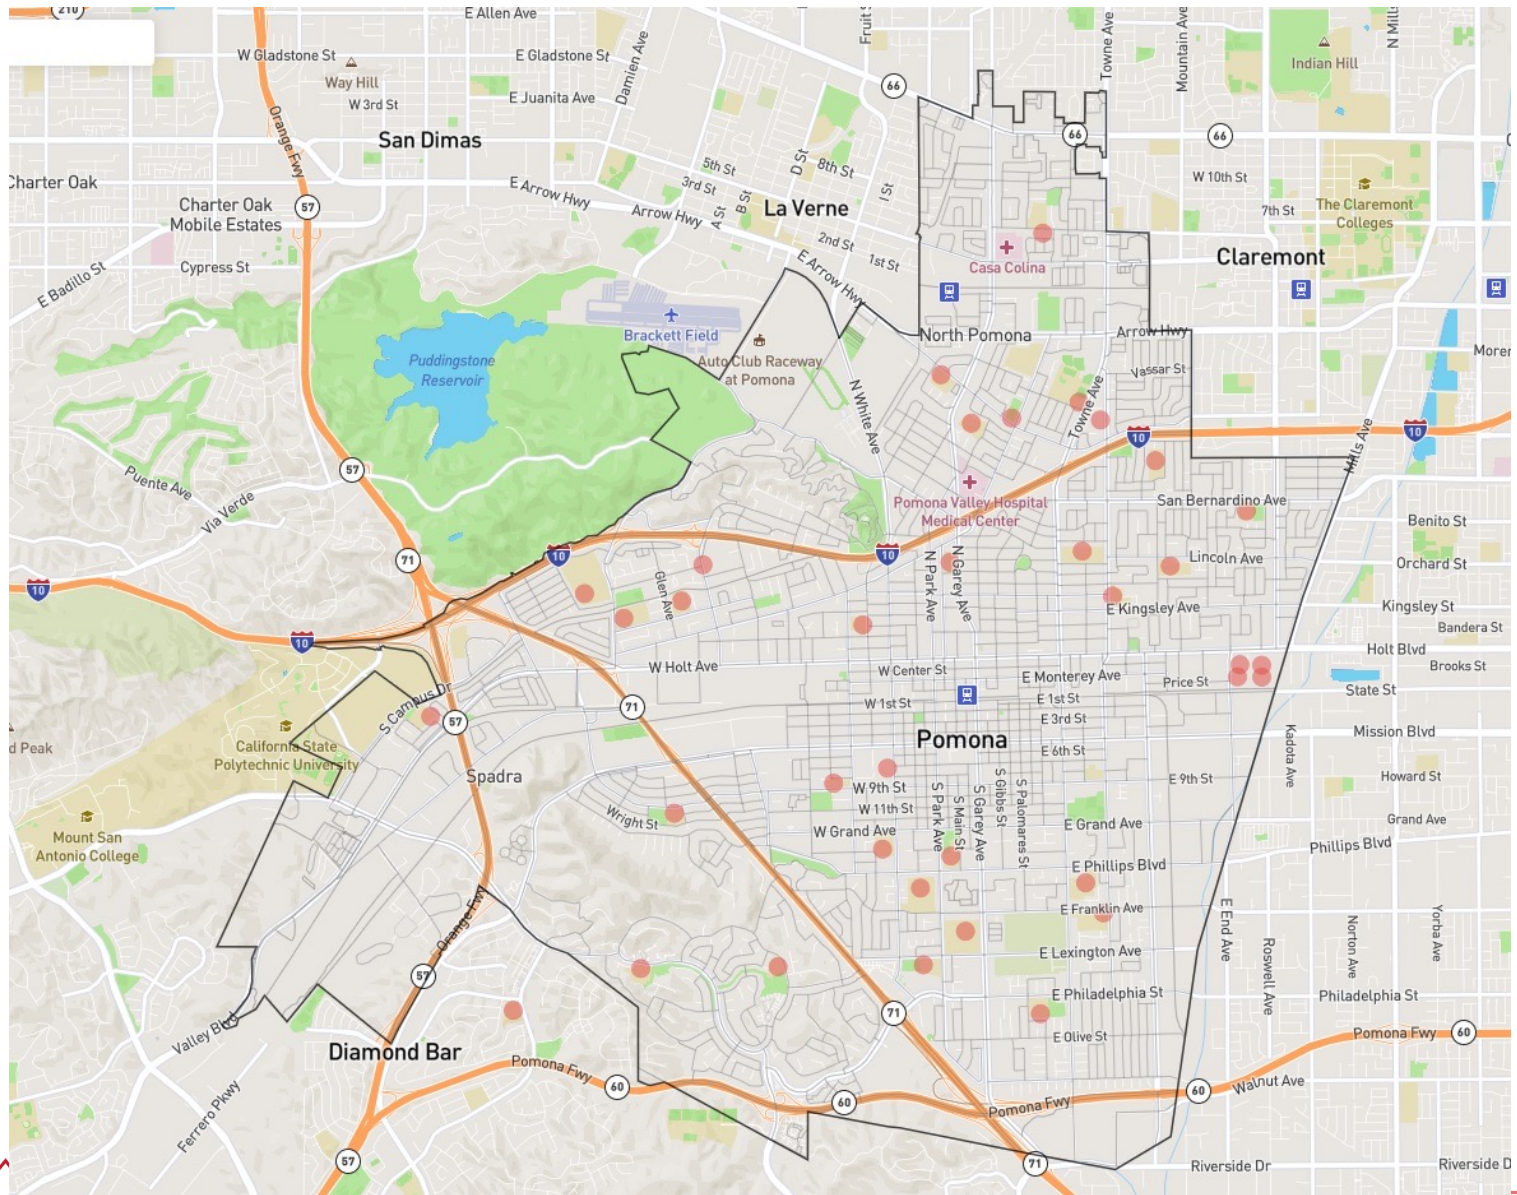 210
E Allen Ave
W Gladstone St
E Gladstone St
Way Hill
W 3rd St
E Juanita Ave
Damien Ave
Towne Ave
Mountain Ave
Indian Hill
66
66
66
Orange Fwy
San Dimas
Charter Oak
Charter Oak
Mobile Estates
57
E Badillo St
Cypress St
E Arrow Hwy
Arrow Hwy
5th St
3rd St
A St
B St
D St
8th St
I St
La Verne
2nd St
1st St
E Arrow Hwy
W 10th St
7th St
The Claremont
Colleges
Claremont
Casa Colina
Brackett Field
Puddingstone
Reservoir
Auto Club Raceway
at Pomona
North Pomona
Arrow Hwy
Vassar St
N White Ave
Towne Ave
10
10
Mills Ave
57
Puente Ave
Via Verde
Pomona Valley Hospital
Medical Center
San Bernardino Ave
Benito St
71
10
10
10
Glen Ave
N Park Ave
N Garey Ave
Lincoln Ave
Orchard St
E Kingsley Ave
Kingsley St
Bandera St
10
W Holt Ave
W Center St
E Monterey Ave
Price St
Holt Blvd
Brooks St
State St
S Campus Dr
57
71
W 1st St
E 1st St
E 3rd St
Pomona
E 6th St
Mission Blvd
Kadota Ave
d Peak
California State
Polytechnic University
Spadra
E 9th St
Howard St
W 9th St
W 11th St
S Park Ave
S Main St
S Garey Ave
S Gibbs St
S Palomares St
Mount San
Antonio College
Wright St
W Grand Ave
E Grand Ave
Grand Ave
Phillips Blvd
E Phillips Blvd
E Franklin Ave
E End Ave
Roswell Ave
Norton Ave
Yorba Ave
Orange Fwy
57
E Lexington Ave
E Philadelphia St
Philadelphia St
71
Valley Blvd
E Olive St
Diamond Bar
Pomona Fwy
60
Pomona Fwy
60
60
Pomona Fwy
60
Walnut Ave
Ferrero Pkwy
57
71
Riverside Dr
Riverside D